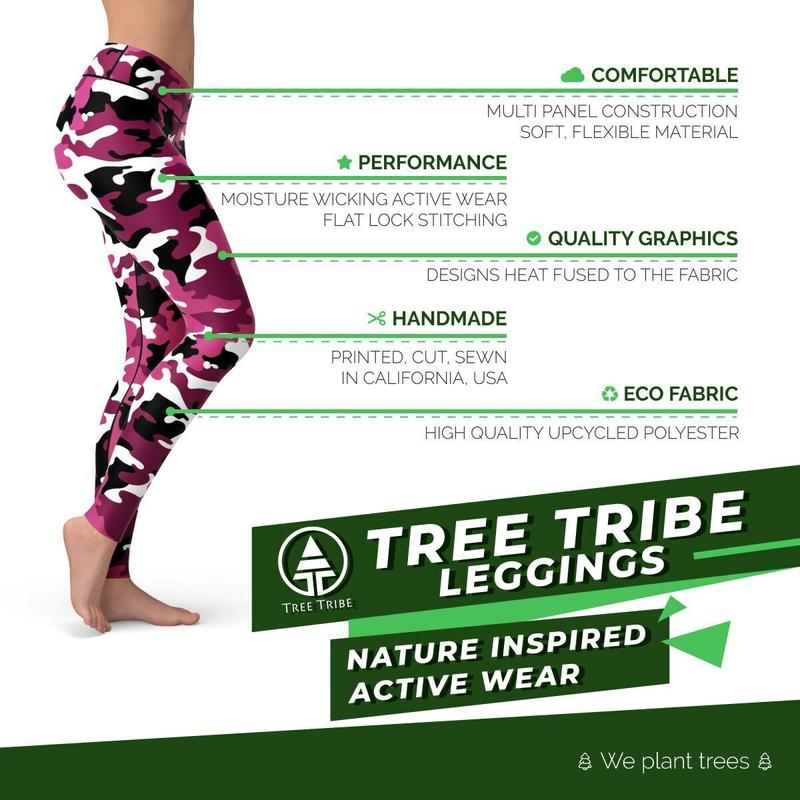 COMFORTABLE
MULTI PANEL CONSTRUCTION
SOFT, FLEXIBLE MATERIAL
PERFORMANCE
MOISTURE WICKING ACTIVE WEAR
FLAT LOCK STITCHING
QUALITY GRAPHICS
DESIGNS HEAT FUSED TO THE FABRIC
HANDMADE
PRINTED, CUT, SEWN
IN CALIFORNIA, USA
ECO FABRIC
HIGH QUALITY UPCYCLED POLYESTER
TREE TRIBE
LEGGINGS
TREE TRIBE
NATURE INSPIRED
ACTIVE WEAR
We plant trees